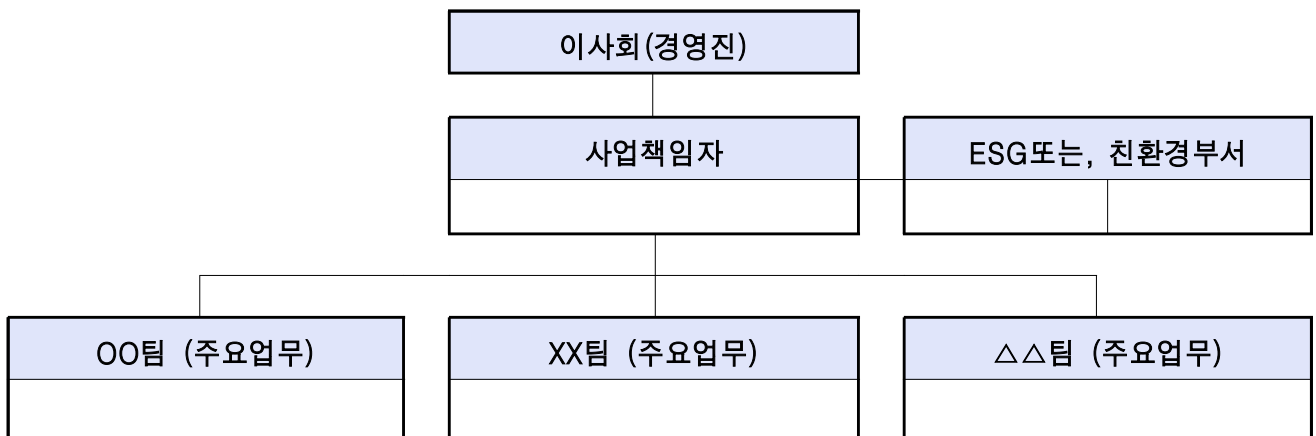 이사회(경영진)
사업책임자
ESG또는, 친환경부서
OO팀 (주요업무)
XX팀 (주요업무)
△△팀 (주요업무)